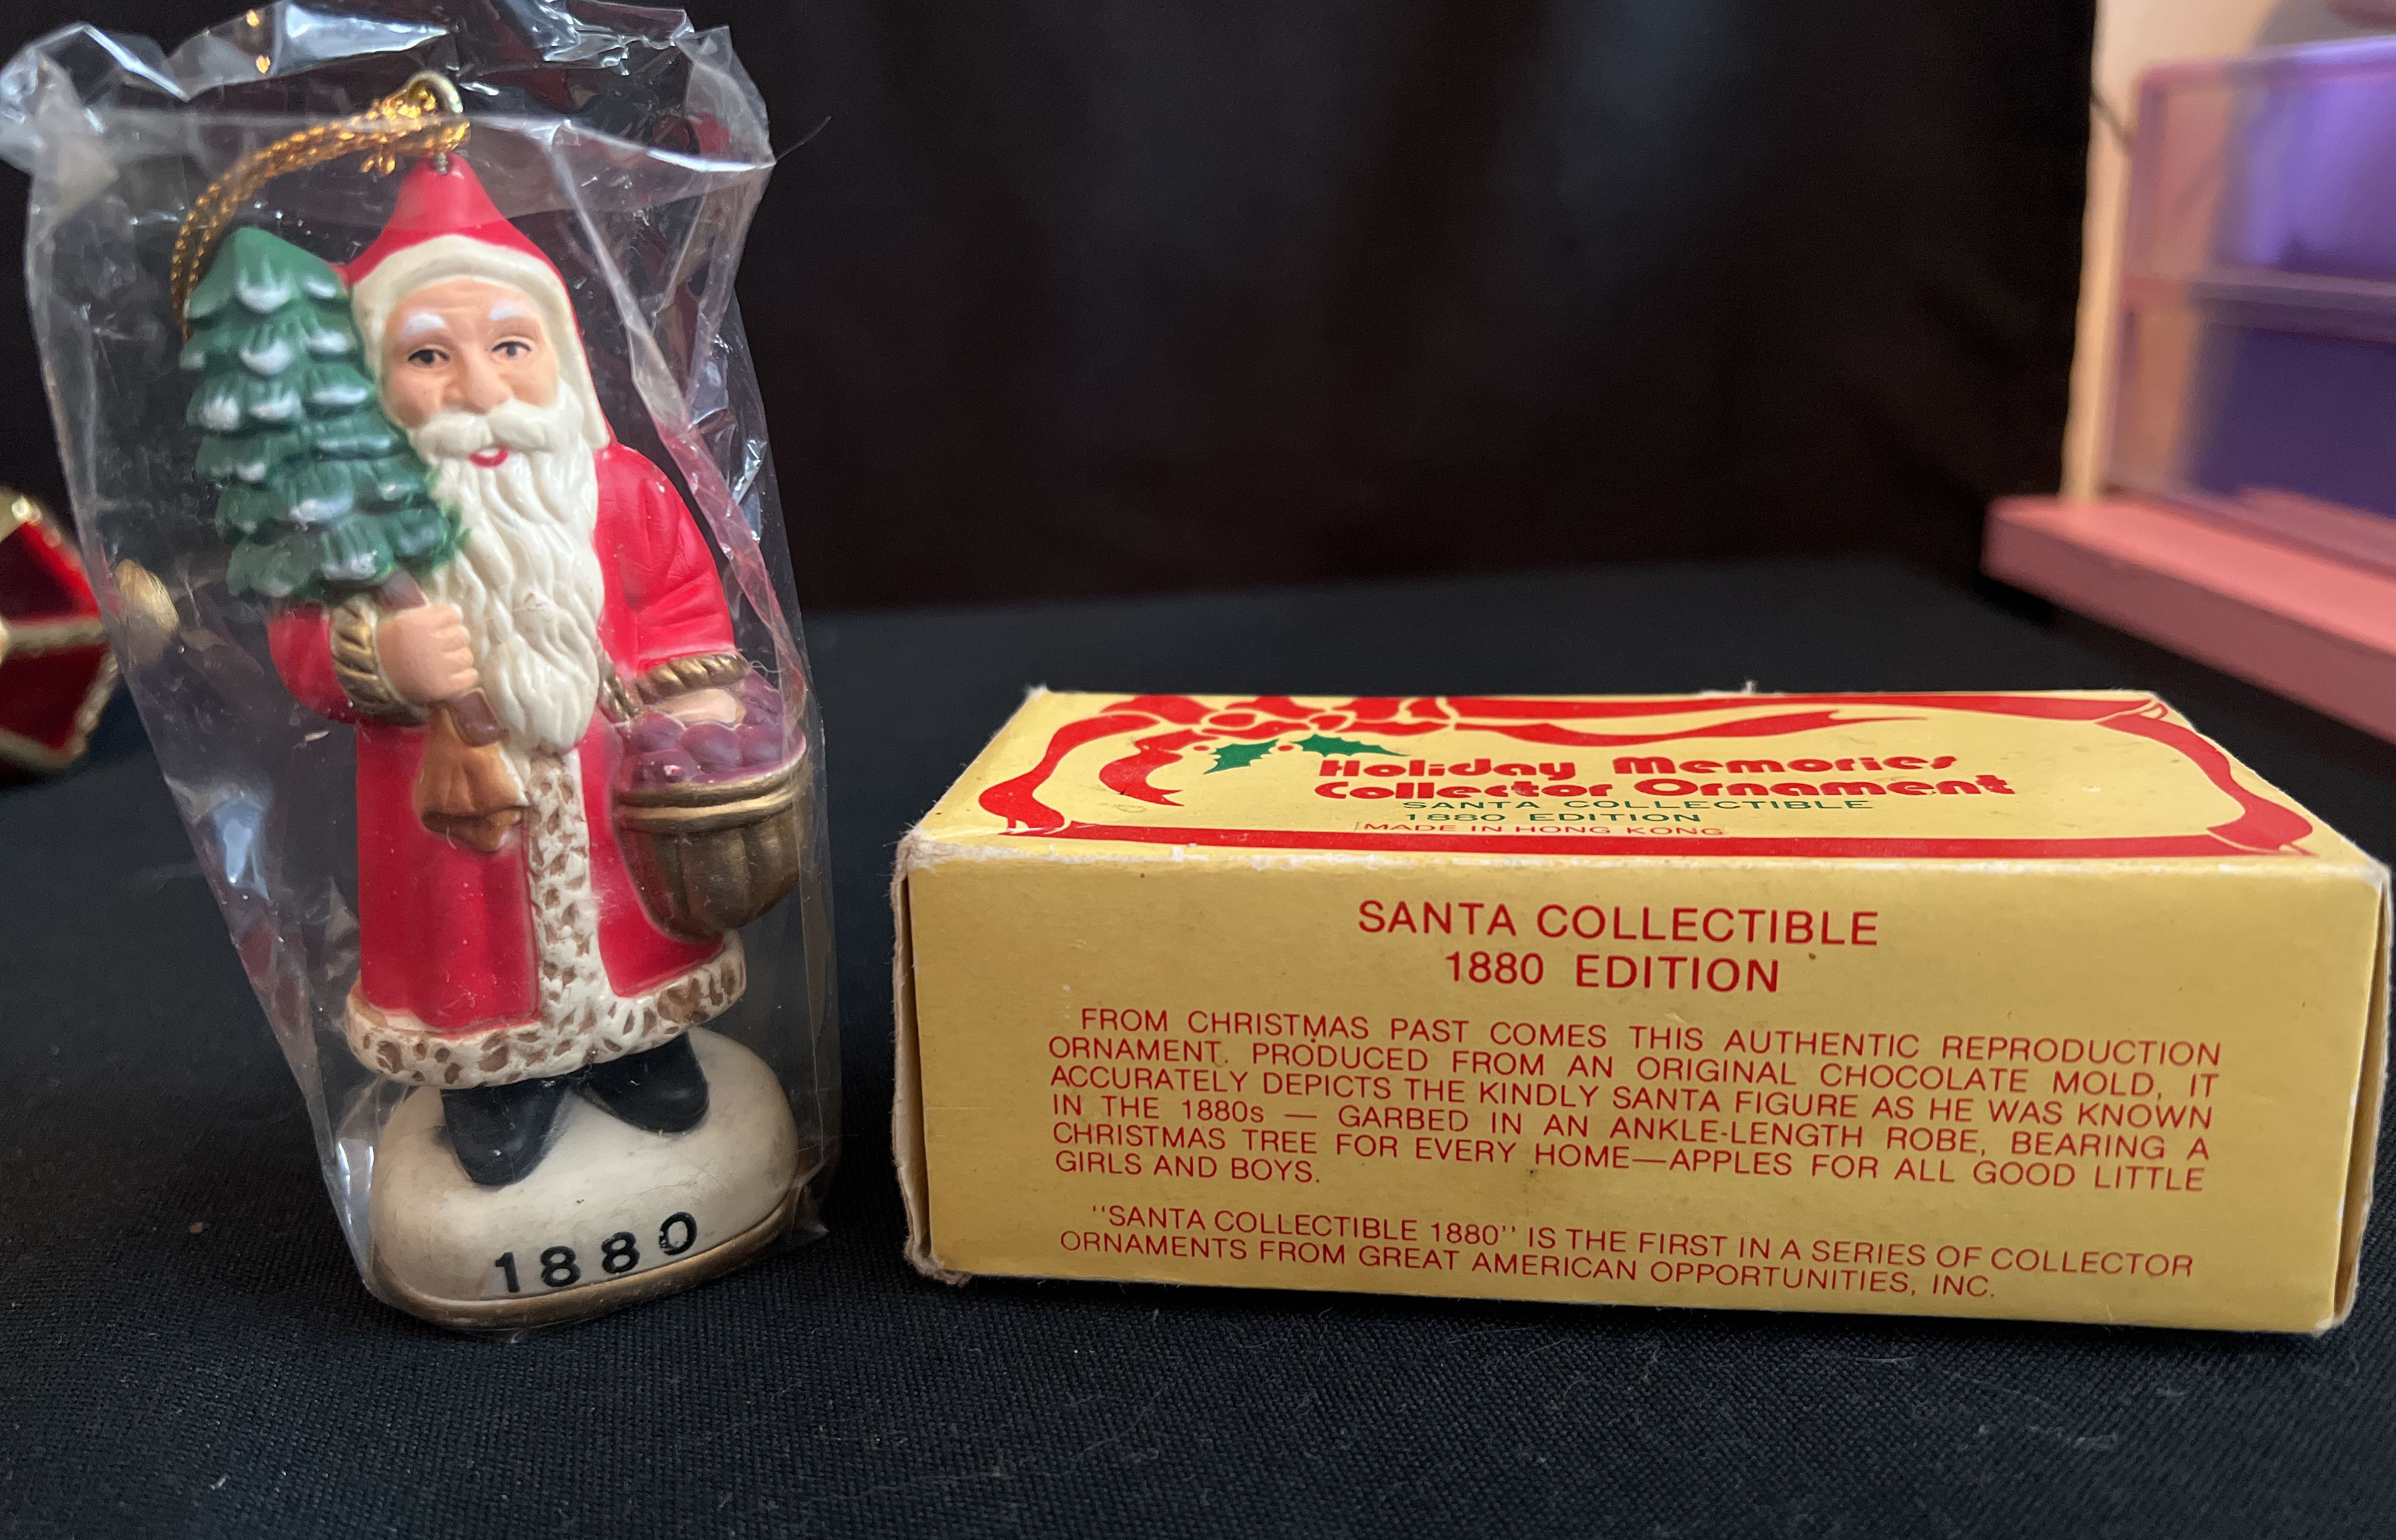 1880
Holiday Memories
Collector Ornament
SANTA COLLECTIBLE
1880 EDITION
MADE IN HONG KONG
SANTA COLLECTIBLE
1880 EDITION
FROM CHRISTMAS PAST COMES THIS AUTHENTIC REPRODUCTION
ORNAMENT. PRODUCED FROM AN ORIGINAL CHOCOLATE MOLD, IT
ACCURATELY DEPICTS THE KINDLY SANTA FIGURE AS HE WAS KNOWN
IN THE 1880s — GARBED IN AN ANKLE-LENGTH ROBE, BEARING A
CHRISTMAS TREE FOR EVERY HOME—APPLES FOR ALL GOOD LITTLE
GIRLS AND BOYS.
"SANTA COLLECTIBLE 1880" IS THE FIRST IN A SERIES OF COLLECTOR
ORNAMENTS FROM GREAT AMERICAN OPPORTUNITIES, INC.